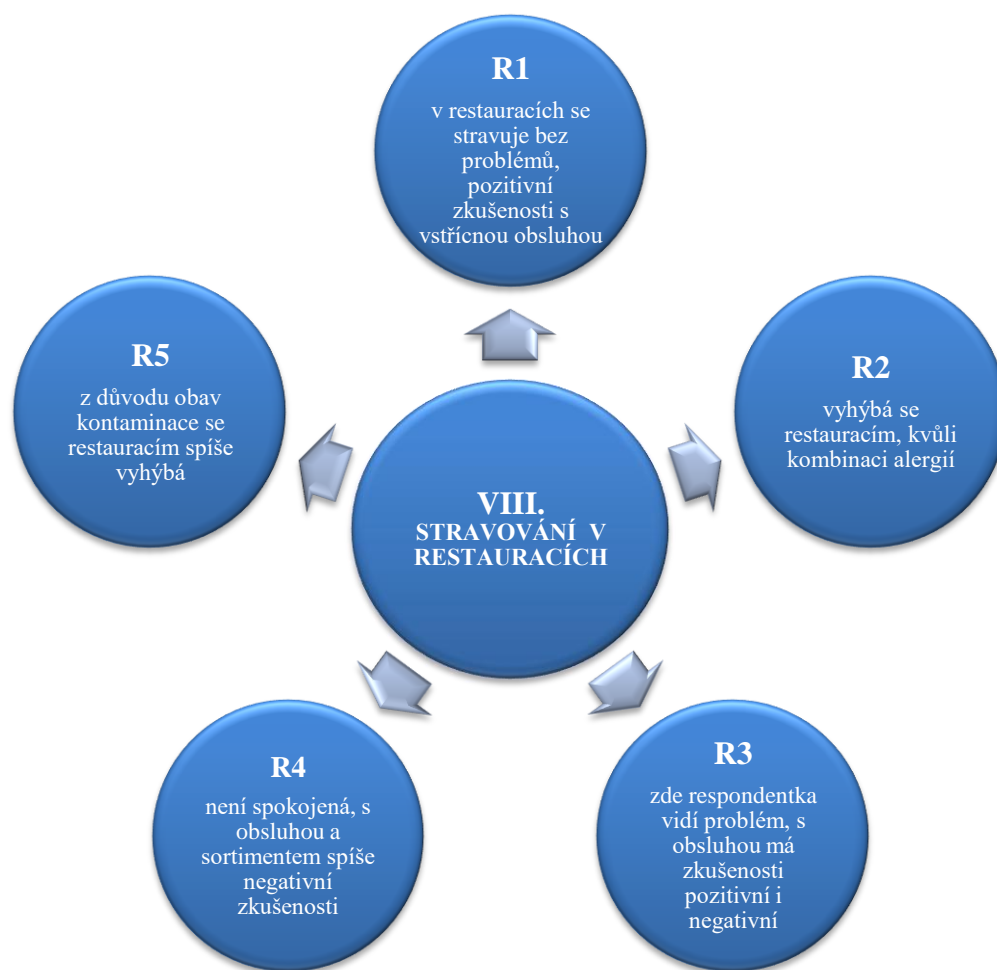 R1
v restauracích se
stravuje bez
problémů,
pozitivní
zkušenosti s
vstřícnou obsluhou
R2
vyhýbá se
restauracím, kvůli
kombinaci alergií
R3
zde respondentka
vidí problém, s
obsluhou má
zkušenosti
pozitivní i
negativní
R4
není spokojená, s
obsluhou a
sortimentem spíše
negativní
zkušenosti
R5
z důvodu obav
kontaminace se
restauracím spíše
vyhýbá
VIII.
STRAVOVÁNÍ V
RESTAURACÍCH